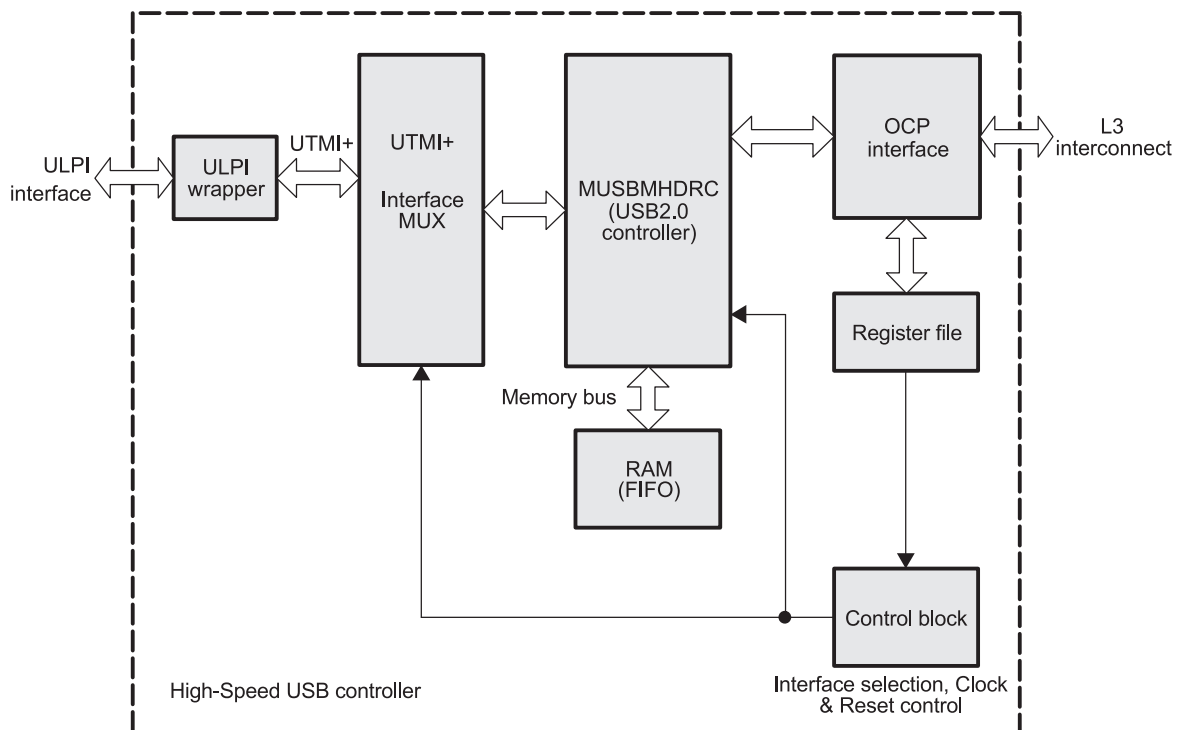 ULPI
interface
ULPI
wrapper
UTMI+
UTMI+
Interface
MUX
MUSBMHDRC
(USB2.0
controller)
OCP
interface
L3
interconnect
Register file
Memory bus
RAM
(FIFO)
Control block
Interface selection, Clock
& Reset control
High-Speed USB controller